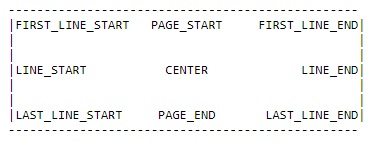 -------------------------------------------------
|FIRST_LINE_START   PAGE_START     FIRST_LINE_END|
|                                                |
|                                                |
|LINE_START           CENTER             LINE_END|
|                                                |
|                                                |
|LAST_LINE_START     PAGE_END       LAST_LINE_END|
-------------------------------------------------